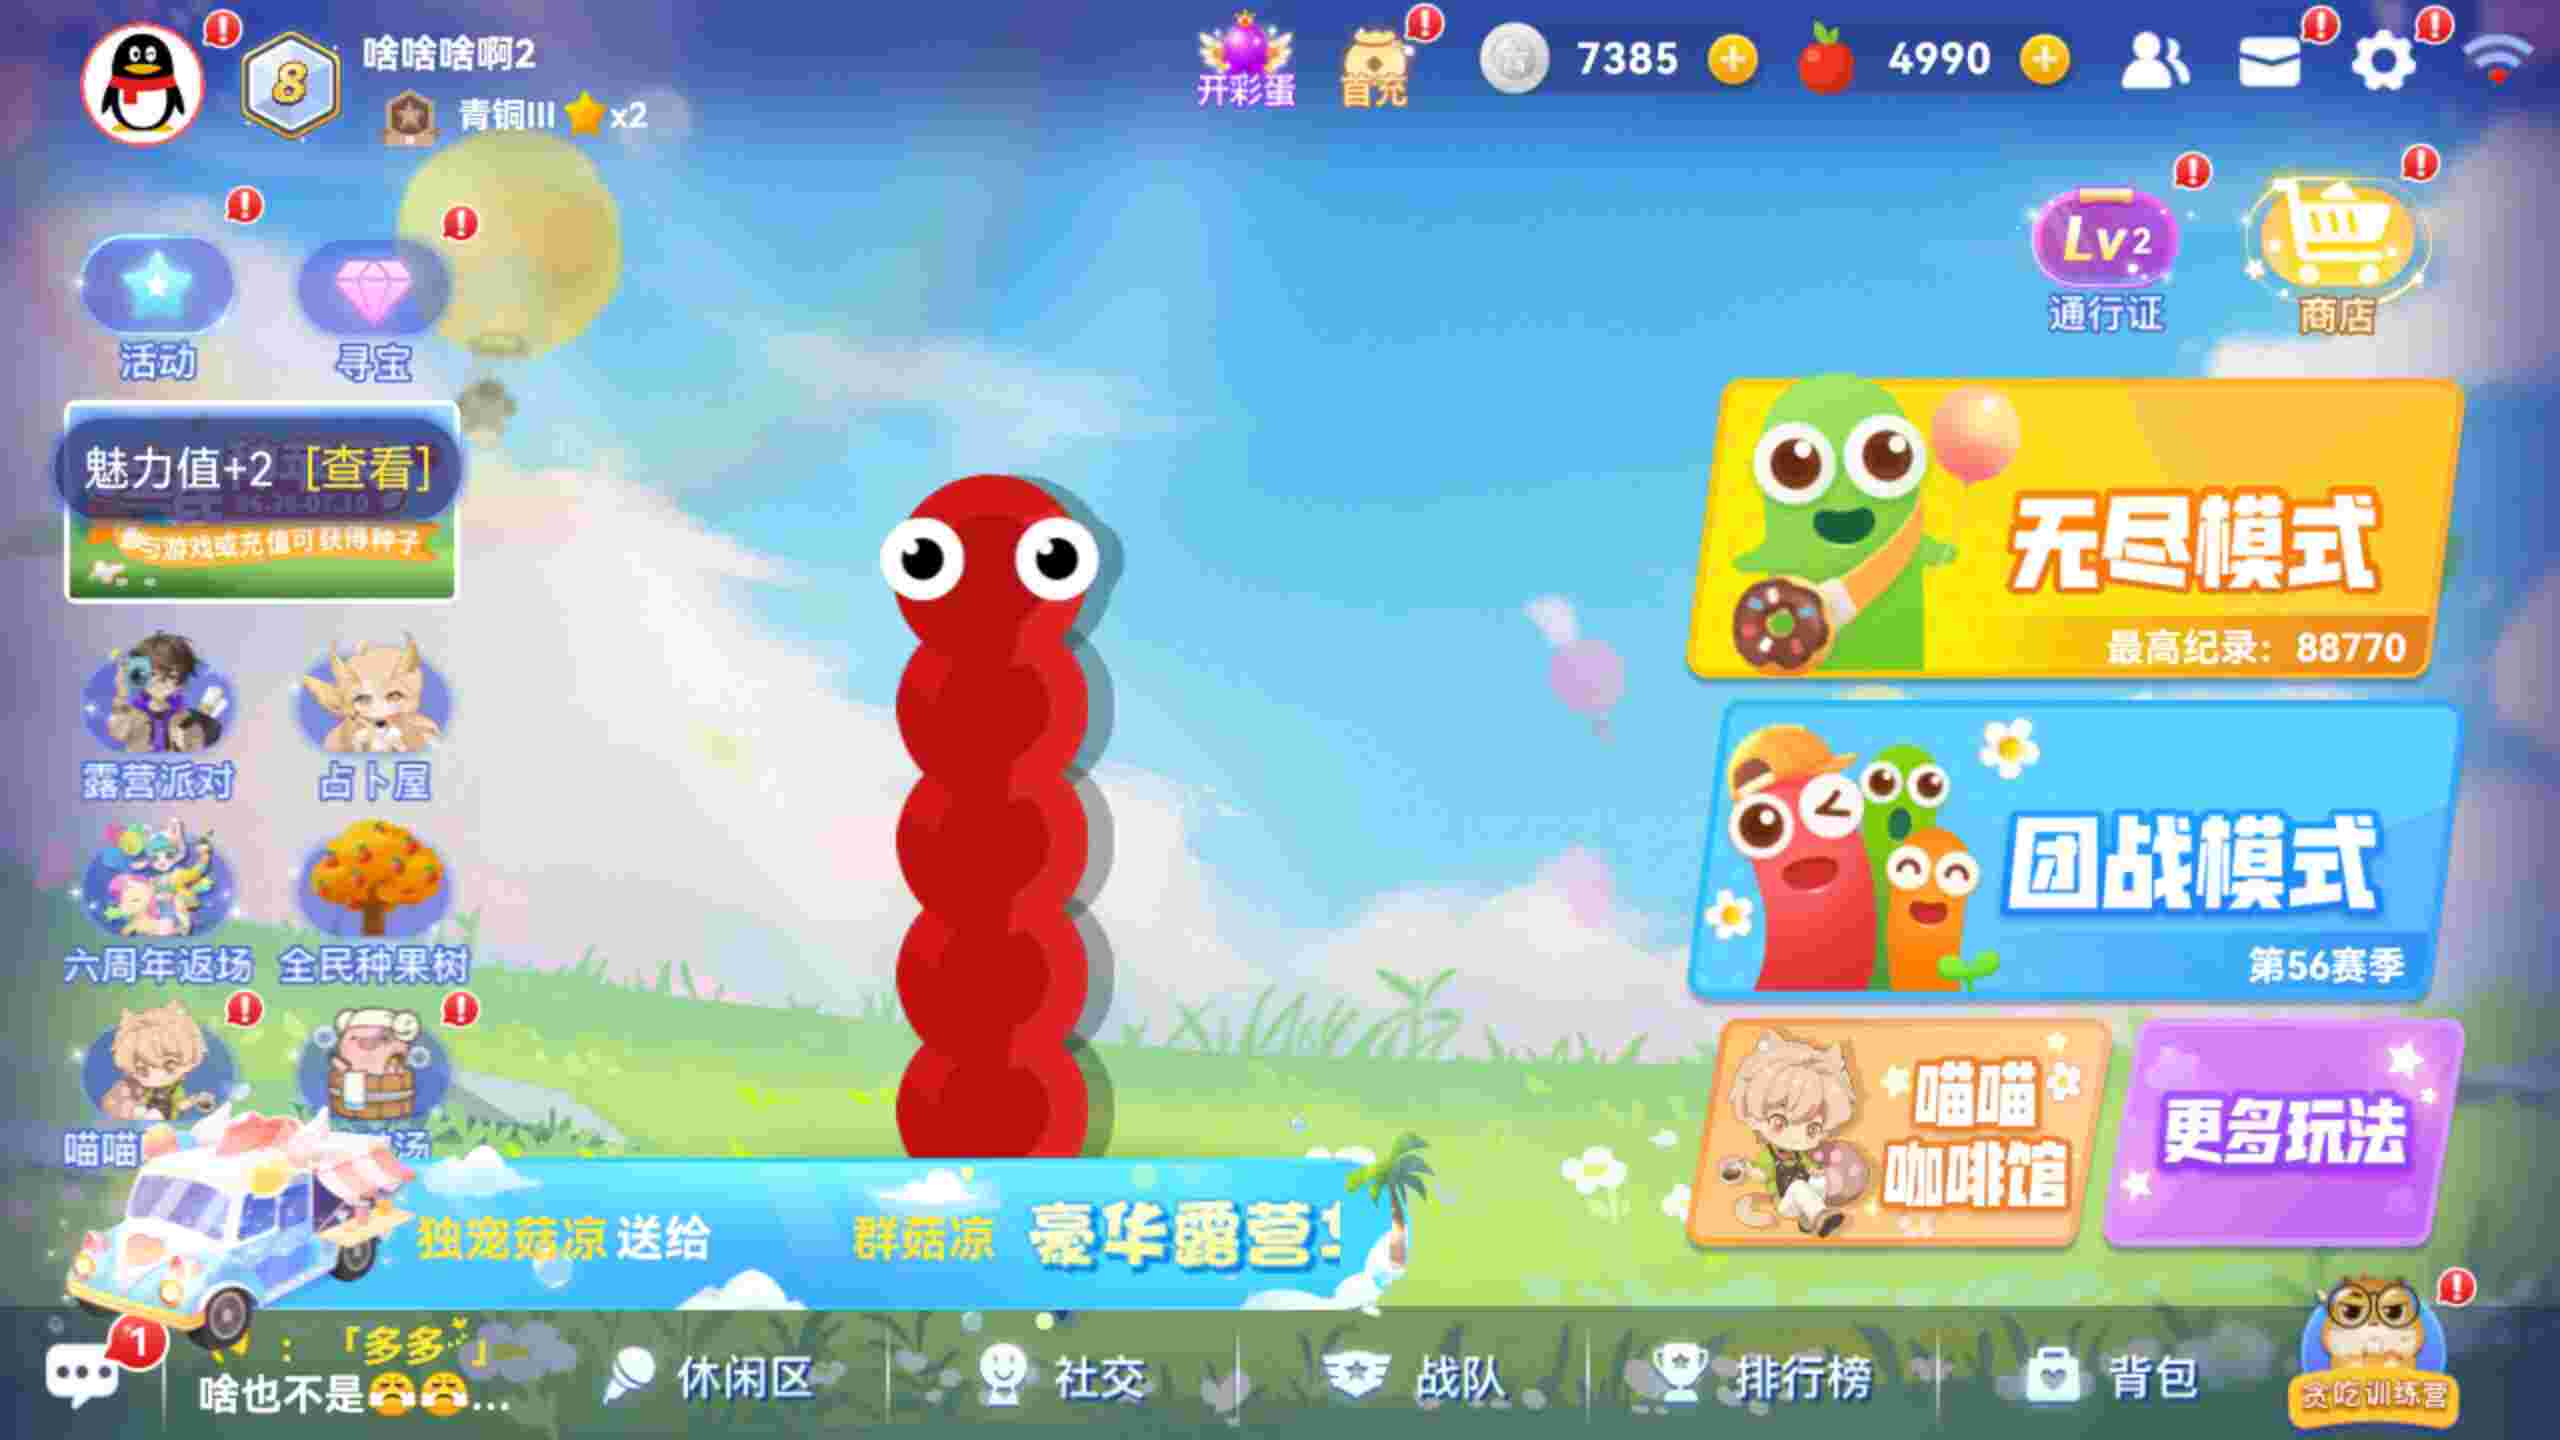 啥啥啥啊2
8
青铜III
x2
开彩蛋
首充
7385
4990
活动
寻宝
Lv2
通行证
商店
魅力值+2 [查看]
与游戏或充值可获得种子
无尽模式
最高纪录：88770
露营派对
占卜屋
团战模式
第56赛季
六周年返场
全民种果树
喵喵
汤
喵喵
咖啡馆
更多玩法
独宠菇凉 送给 群菇凉 豪华露营
1
：「多多」
啥也不是😤😤...
休闲区
社交
战队
排行榜
背包
贪吃训练营